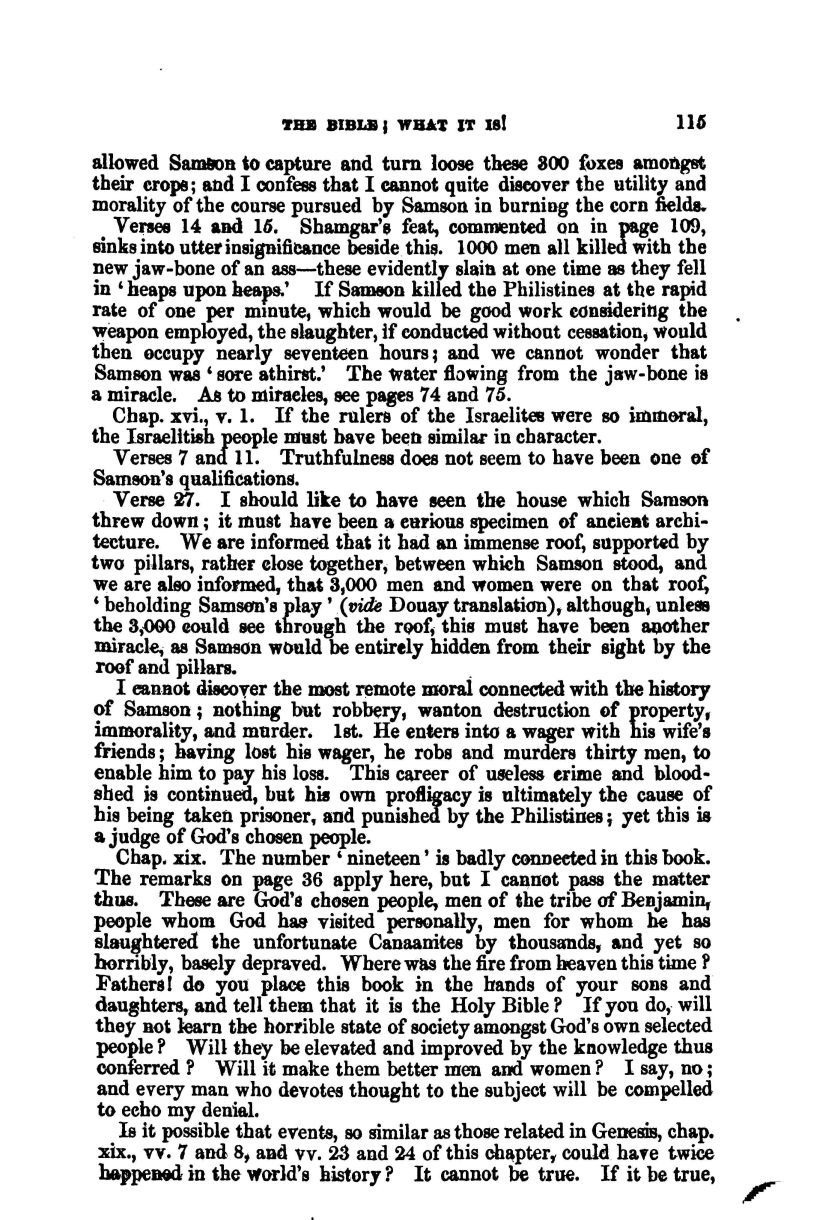 THE BIBLE; WHAT IT IS! 115
allowed Samson to capture and turn loose these 300 foxes amongst
their crops; and I confess that I cannot quite discover the utility and
morality of the course pursued by Samson in burning the corn fields.
Verses 14 and 15. Shamgar's feat, commented on in page 109,
sinks into utter insignificance beside this. 1000 men all killed with the
new jaw-bone of an ass—these evidently slain at one time as they fell
in 'heaps upon heaps.' If Samson killed the Philistines at the rapid
rate of one per minute, which would be good work considering the
weapon employed, the slaughter, if conducted without cessation, would
then occupy nearly seventeen hours; and we cannot wonder that
Samson was 'sore athirst.' The water flowing from the jaw-bone is
a miracle. As to miracles, see pages 74 and 75.
Chap. xvi., v. 1. If the rulers of the Israelites were so immoral,
the Israelitish people must have been similar in character.
Verses 7 and 11. Truthfulness does not seem to have been one of
Samson's qualifications.
Verse 27. I should like to have seen the house which Samson
threw down; it must have been a curious specimen of ancient archi-
tecture. We are informed that it had an immense roof, supported by
two pillars, rather close together, between which Samson stood, and
we are also informed, that 3,000 men and women were on that roof,
'beholding Samson's play' (vide Douay translation), although, unless
the 3,000 could see through the roof, this must have been another
miracle, as Samson would be entirely hidden from their sight by the
roof and pillars.
I cannot discover the most remote moral connected with the history
of Samson; nothing but robbery, wanton destruction of property,
immorality, and murder. 1st. He enters into a wager with his wife's
friends; having lost his wager, he robs and murders thirty men, to
enable him to pay his loss. This career of useless crime and blood-
shed is continued, but his own profligacy is ultimately the cause of
his being taken prisoner, and punished by the Philistines; yet this is
a judge of God's chosen people.
Chap. xix. The number 'nineteen' is badly connected in this book.
The remarks on page 36 apply here, but I cannot pass the matter
thus. These are God's chosen people, men of the tribe of Benjamin,
people whom God has visited personally, men for whom he has
slaughtered the unfortunate Canaanites by thousands, and yet so
horribly, basely depraved. Where was the fire from heaven this time?
Fathers! do you place this book in the hands of your sons and
daughters, and tell them that it is the Holy Bible? If you do, will
they not learn the horrible state of society amongst God's own selected
people? Will they be elevated and improved by the knowledge thus
conferred? Will it make them better men and women? I say, no;
and every man who devotes thought to the subject will be compelled
to echo my denial.
Is it possible that events, so similar as those related in Genesis, chap.
xix., vv. 7 and 8, and vv. 23 and 24 of this chapter, could have twice
happened in the world's history? It cannot be true. If it be true,